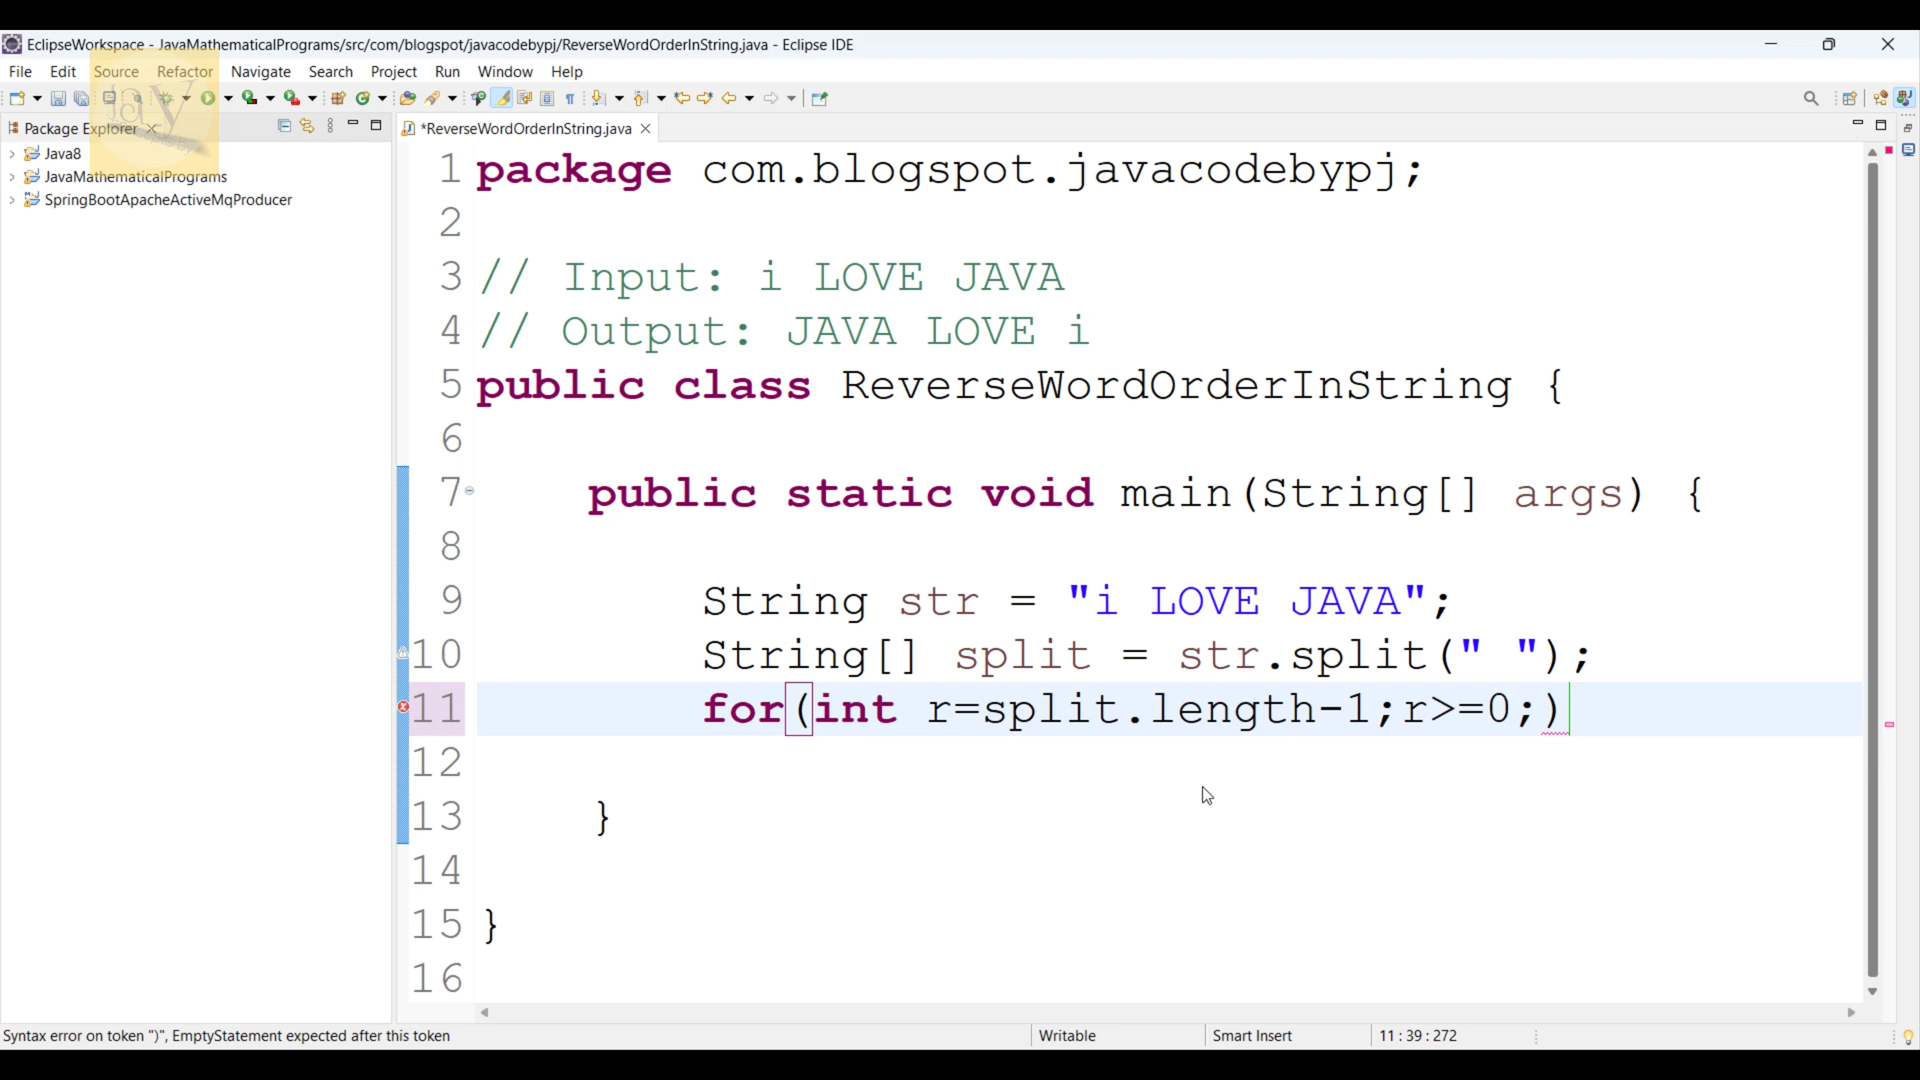 EclipseWorkspace - JavaMathematicalPrograms/src/com/blogspot/javacodebypj/ReverseWordOrderInString.java - Eclipse IDE
File Edit Source Refactor Navigate Search Project Run Window Help
Package Explorer
*ReverseWordOrderInString.java
Java8
JavaMathematicalPrograms
SpringBootApacheActiveMqProducer
1 package com.blogspot.javacodebypj;
2
3 // Input: i LOVE JAVA
4 // Output: JAVA LOVE i
5 public class ReverseWordOrderInString {
6
7 public static void main(String[] args) {
8
9 String str = "i LOVE JAVA";
10 String[] split = str.split(" ");
11 for(int r=split.length-1;r>=0;)
12
13 }
14
15 }
16
Syntax error on token ")", EmptyStatement expected after this token
Writable
Smart Insert
11 : 39 : 272